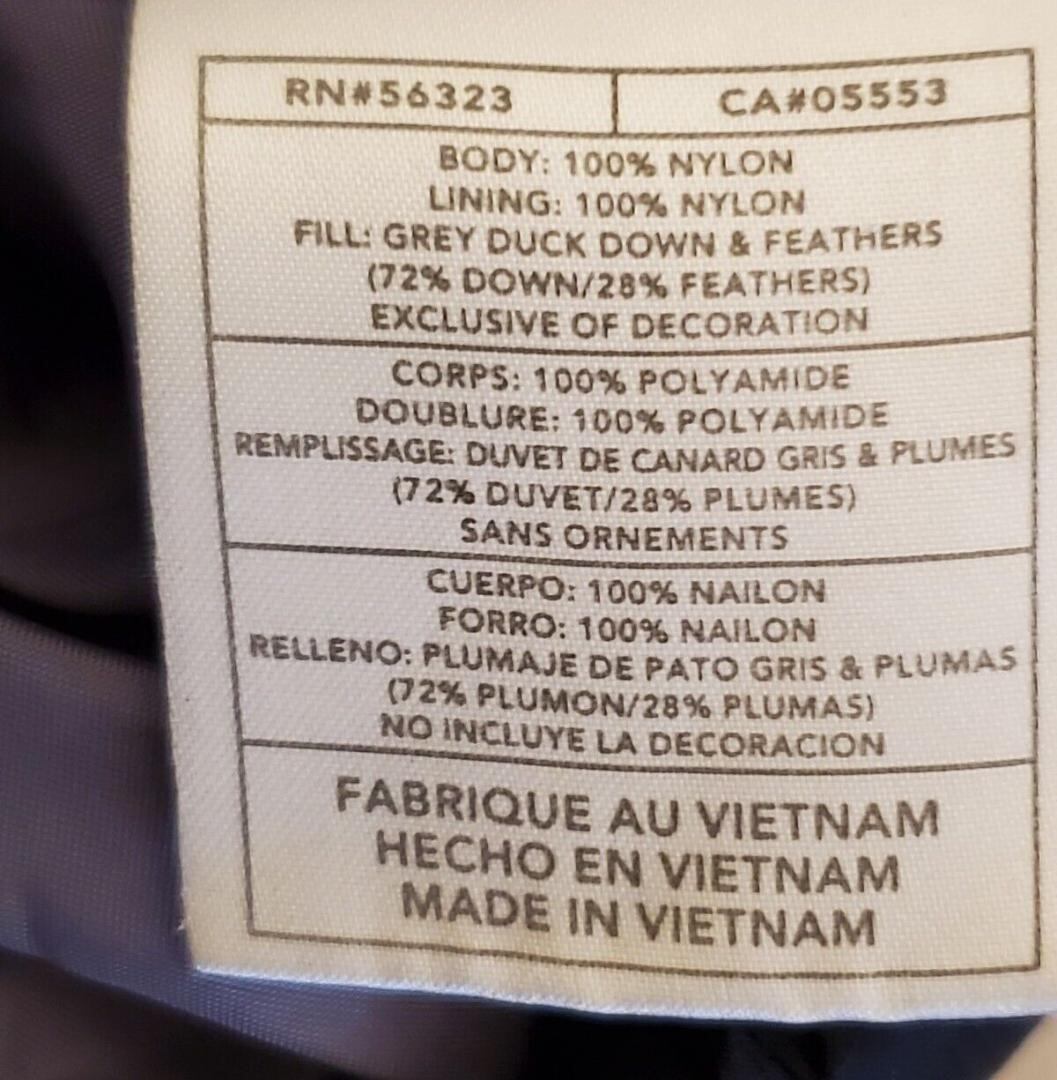 RN#56323 CA#05553
BODY: 100% NYLON
LINING: 100% NYLON
FILL: GREY DUCK DOWN & FEATHERS
(72% DOWN/28% FEATHERS)
EXCLUSIVE OF DECORATION
CORPS: 100% POLYAMIDE
DOUBLURE: 100% POLYAMIDE
REMPLISSAGE: DUVET DE CANARD GRIS & PLUMES
(72% DUVET/28% PLUMES)
SANS ORNEMENTS
CUERPO: 100% NAILON
FORRO: 100% NAILON
RELLENO: PLUMAJE DE PATO GRIS & PLUMAS
(72% PLUMON/28% PLUMAS)
NO INCLUYE LA DECORACION
FABRIQUE AU VIETNAM
HECHO EN VIETNAM
MADE IN VIETNAM